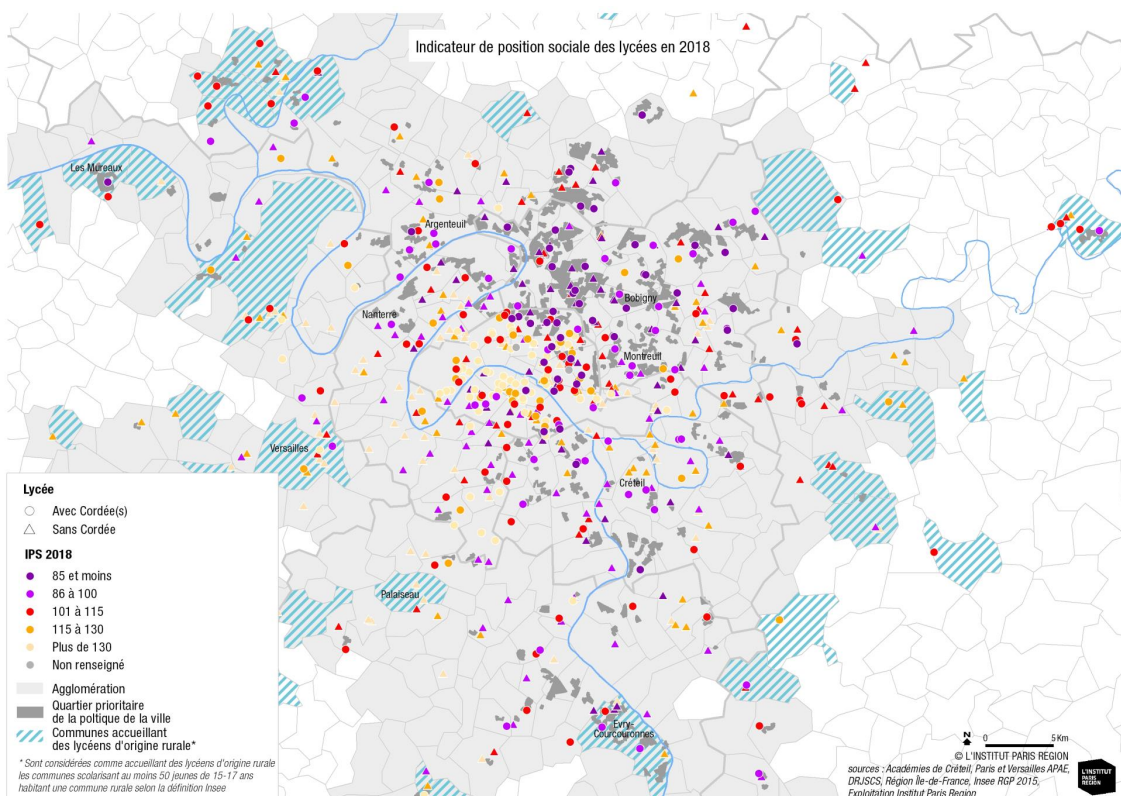 Indicateur de position sociale des lycées en 2018
Les Mureaux
Argenteuil
Nanterre
Bobigny
Montreuil
Versailles
Créteil
Palaiseau
Evry-
Courcouronnes
Lycée
Avec Cordée(s)
Sans Cordée
IPS 2018
85 et moins
86 à 100
101 à 115
115 à 130
Plus de 130
Non renseigné
Agglomération
Quartier prioritaire
de la poltique de la ville
Communes accueillant
des lycéens d'origine rurale*
* Sont considérées comme accueillant des lycéens d'origine rurale
les communes scolarisant au moins 50 jeunes de 15-17 ans
habitant une commune rurale selon la définition Insee
N
0 5 Km
© L'INSTITUT PARIS REGION
sources : Académies de Créteil, Paris et Versailles APAE,
DRJSCS, Région Île-de-France, Insee RGP 2015,
Exploitation Institut Paris Region
L'INSTITUT
PARIS
REGION